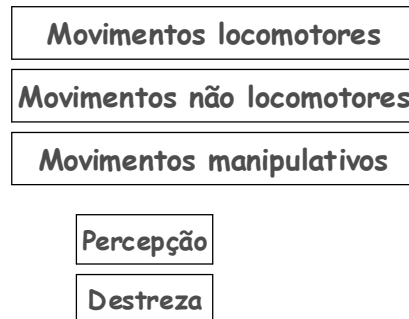 Movimentos locomotores
Movimentos não locomotores
Movimentos manipulativos
Percepção
Destreza